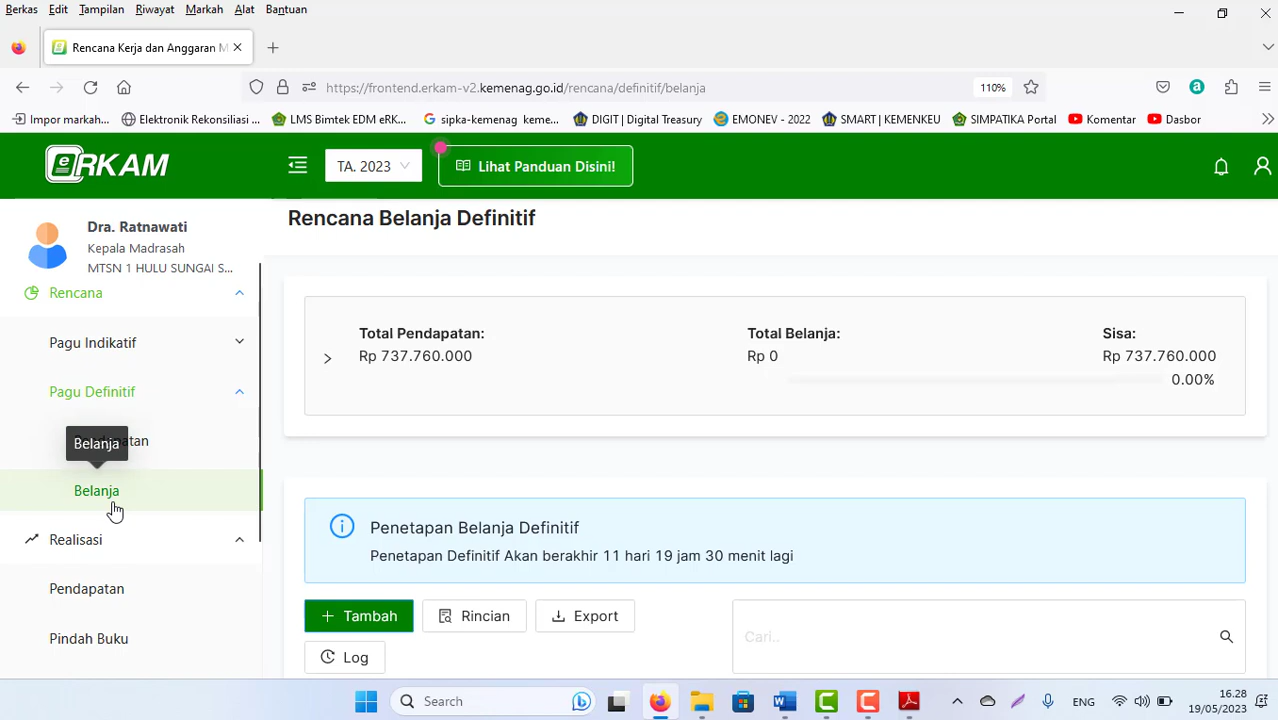 Berkas Edit Tampilan Riwayat Markah Alat Bantuan
Rencana Kerja dan Anggaran M
https://frontend.erkam-v2.kemenag.go.id/rencana/definitif/belanja
110%
Impor markah... Elektronik Rekonsiliasi ... LMS Bimtek EDM eRK... sipka-kemenag keme... DIGIT | Digital Treasury EMONEV - 2022 SMART | KEMENKEU SIMPATIKA Portal Komentar Dasbor
eRKAM
TA. 2023
Lihat Panduan Disini!
Dra. Ratnawati
Kepala Madrasah
MTSN 1 HULU SUNGAI S...
Rencana
Pagu Indikatif
Pagu Definitif
Belanja
Belanja
Realisasi
Pendapatan
Pindah Buku
Rencana Belanja Definitif
Total Pendapatan:
Rp 737.760.000
Total Belanja:
Rp 0
Sisa:
Rp 737.760.000
0.00%
Penetapan Belanja Definitif
Penetapan Definitif Akan berakhir 11 hari 19 jam 30 menit lagi
+ Tambah
Rincian
Export
Log
Cari..
Search
ENG
16.28
19/05/2023